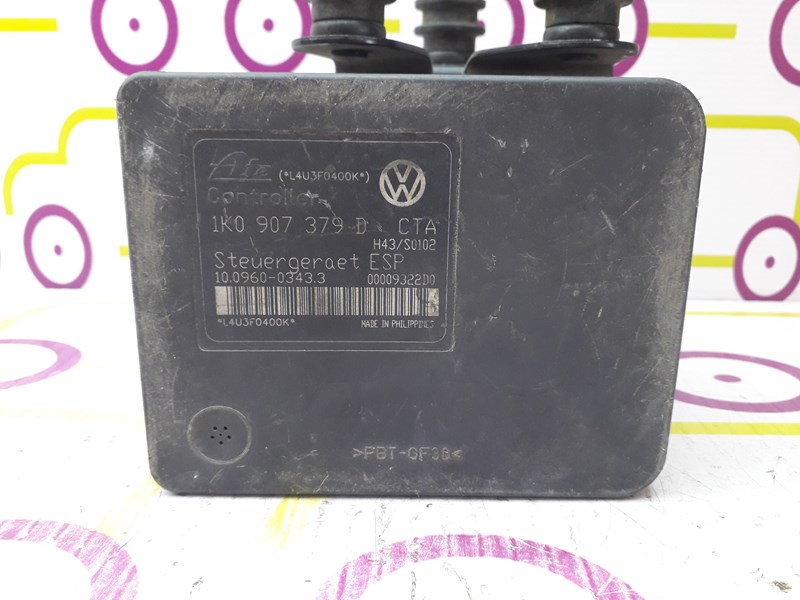 Ate (*L4U3F0400K*)
Controller
1K0 907 379 D CTA
H43/S0102
Steuergeraet ESP
10.0960-0343.3 00009322D0
*L4U3F0400K* MADE IN PHILIPPINES
>PBT-GF30<